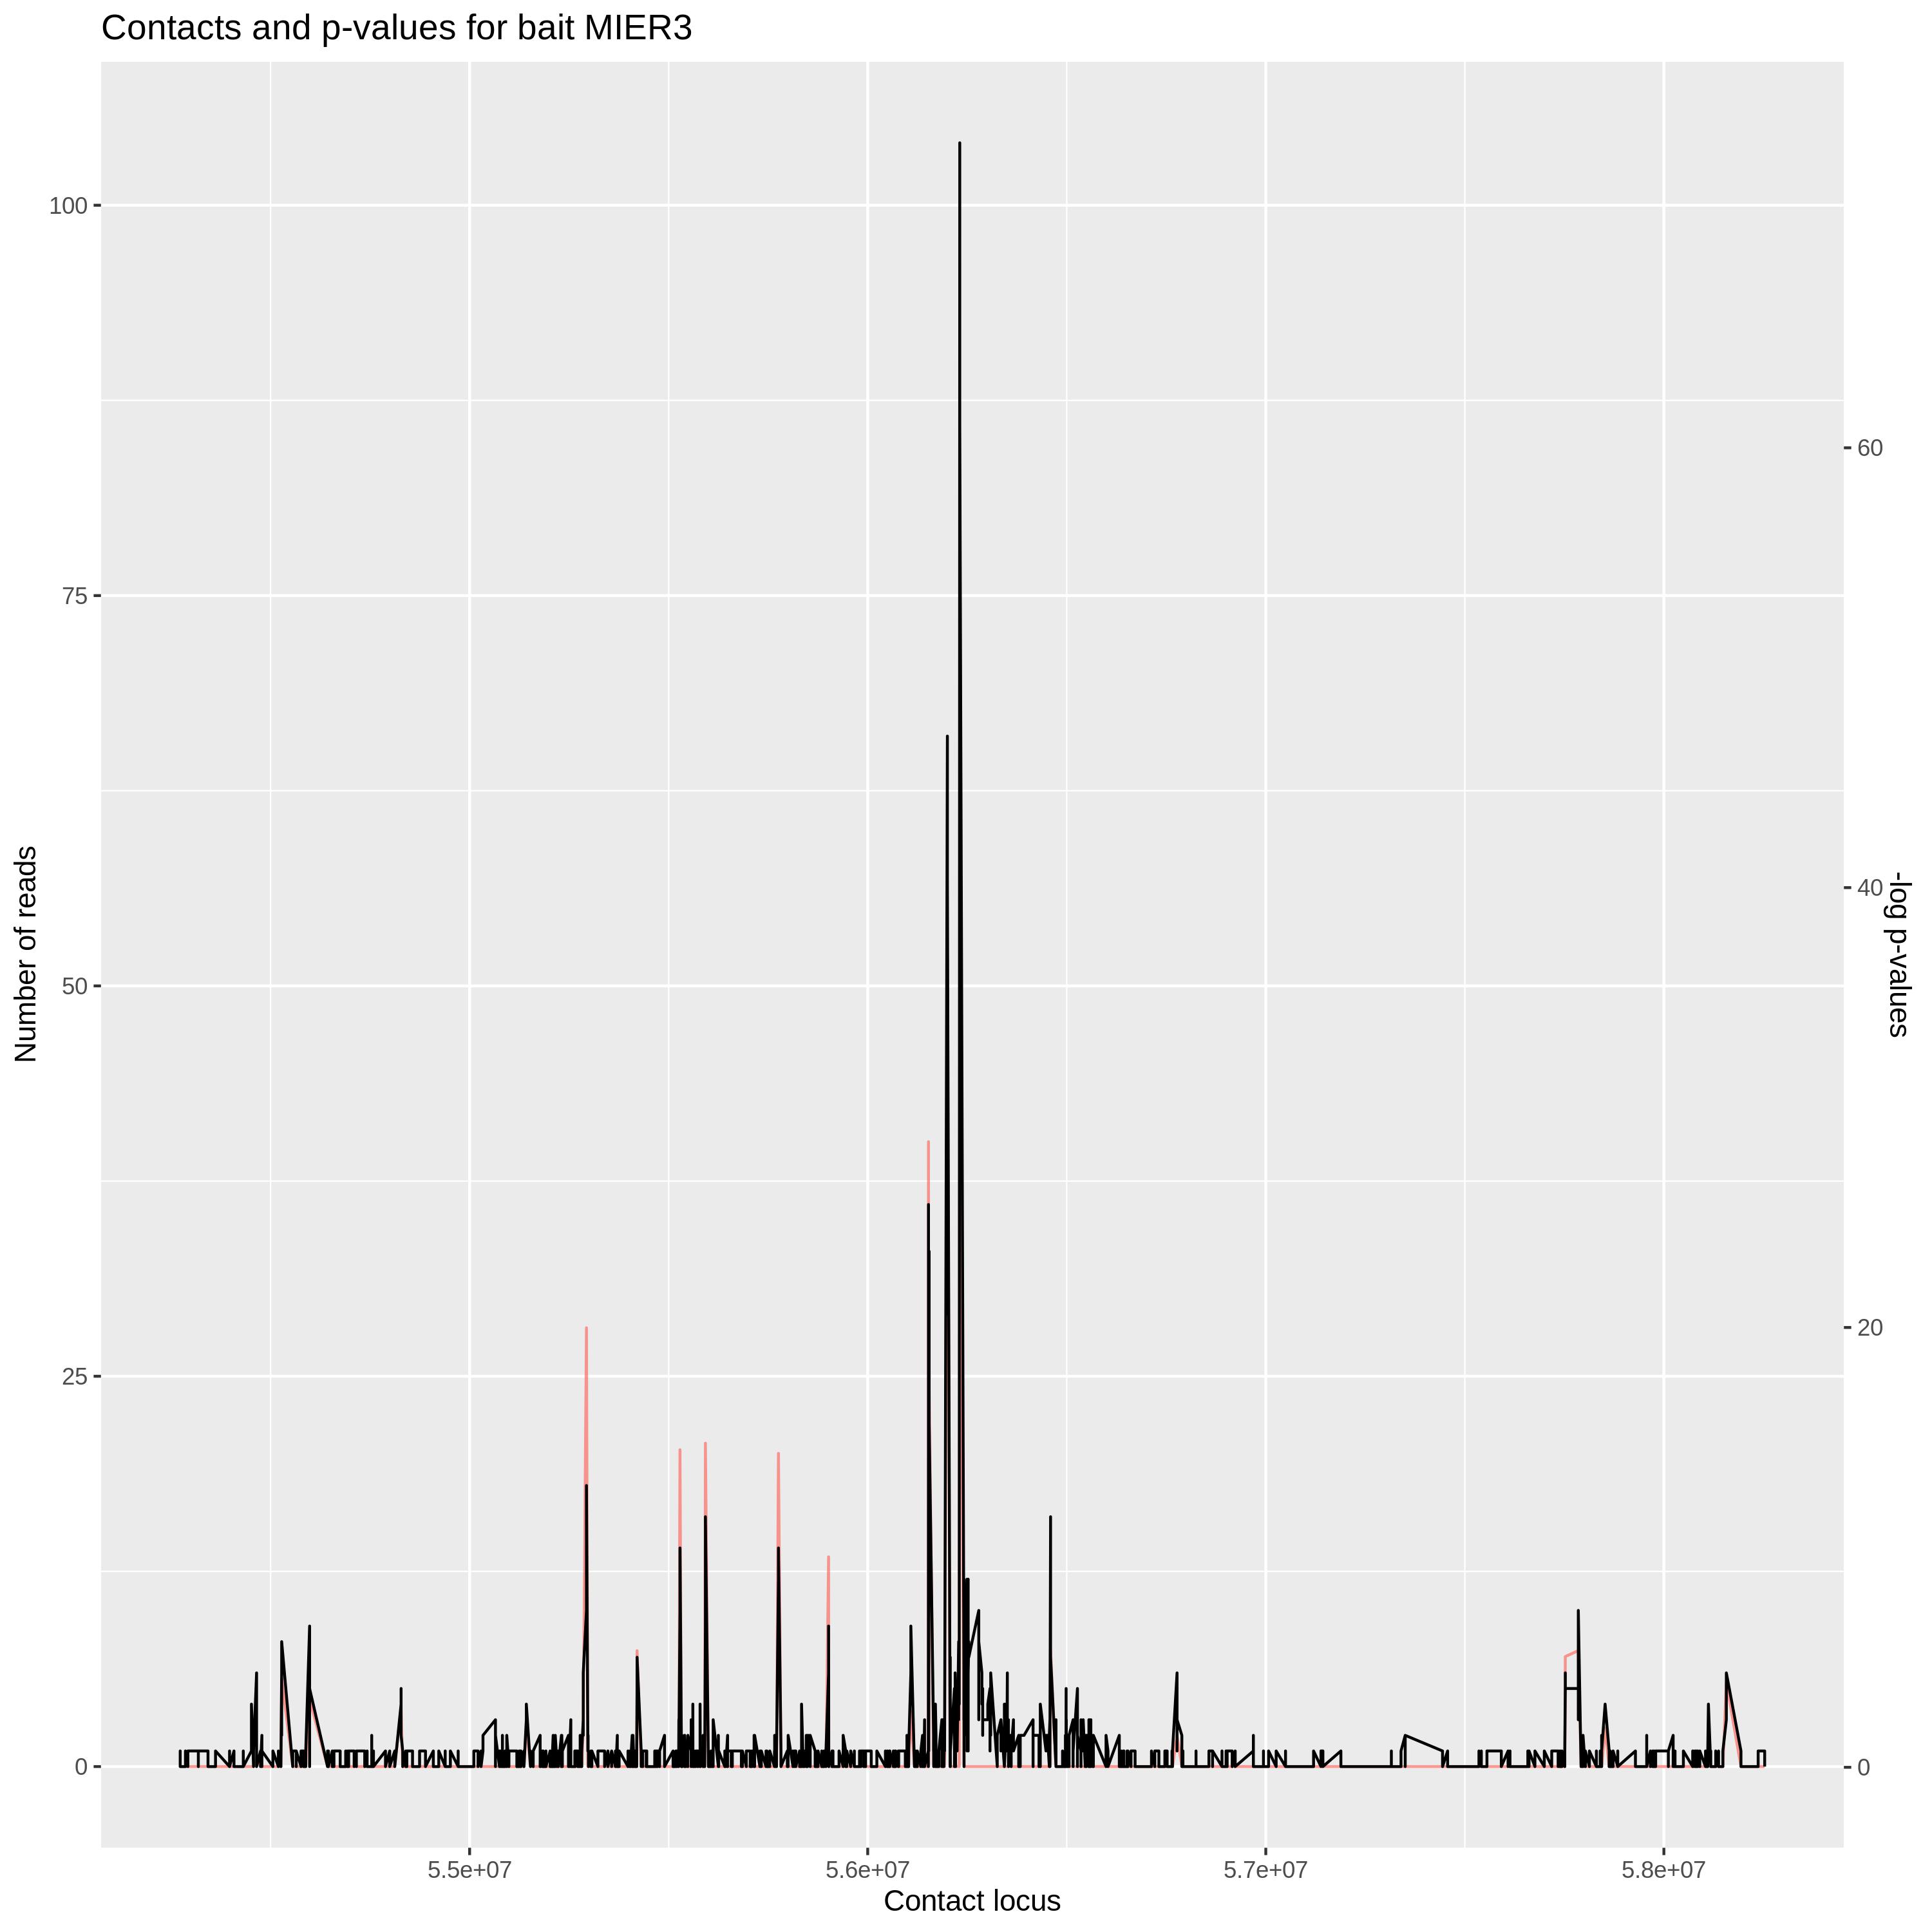 Contacts and p-values for bait MIER3
100
75
50
25
0
Number of reads
60
40
20
0
-log p-values
5.5e+07 5.6e+07 5.7e+07 5.8e+07
Contact locus